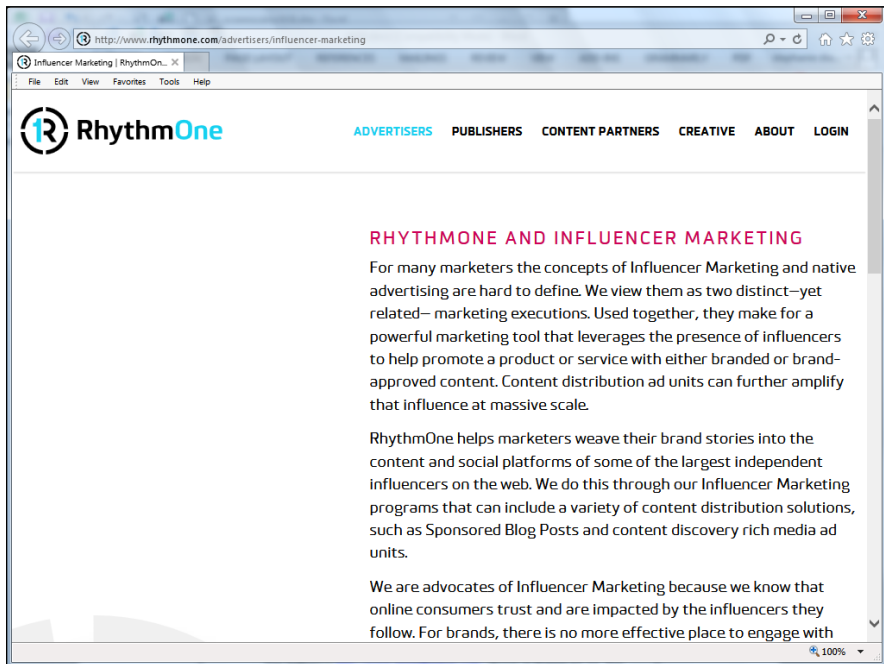 http://www.rhythmone.com/advertisers/influencer-marketing
Influencer Marketing | RhythmOn...
File Edit View Favorites Tools Help
RhythmOne
ADVERTISERS PUBLISHERS CONTENT PARTNERS CREATIVE ABOUT LOGIN
RHYTHMONE AND INFLUENCER MARKETING
For many marketers the concepts of Influencer Marketing and native
advertising are hard to define. We view them as two distinct—yet
related— marketing executions. Used together, they make for a
powerful marketing tool that leverages the presence of influencers
to help promote a product or service with either branded or brand-
approved content. Content distribution ad units can further amplify
that influence at massive scale.
RhythmOne helps marketers weave their brand stories into the
content and social platforms of some of the largest independent
influencers on the web. We do this through our Influencer Marketing
programs that can include a variety of content distribution solutions,
such as Sponsored Blog Posts and content discovery rich media ad
units.
We are advocates of Influencer Marketing because we know that
online consumers trust and are impacted by the influencers they
follow. For brands, there is no more effective place to engage with
100%